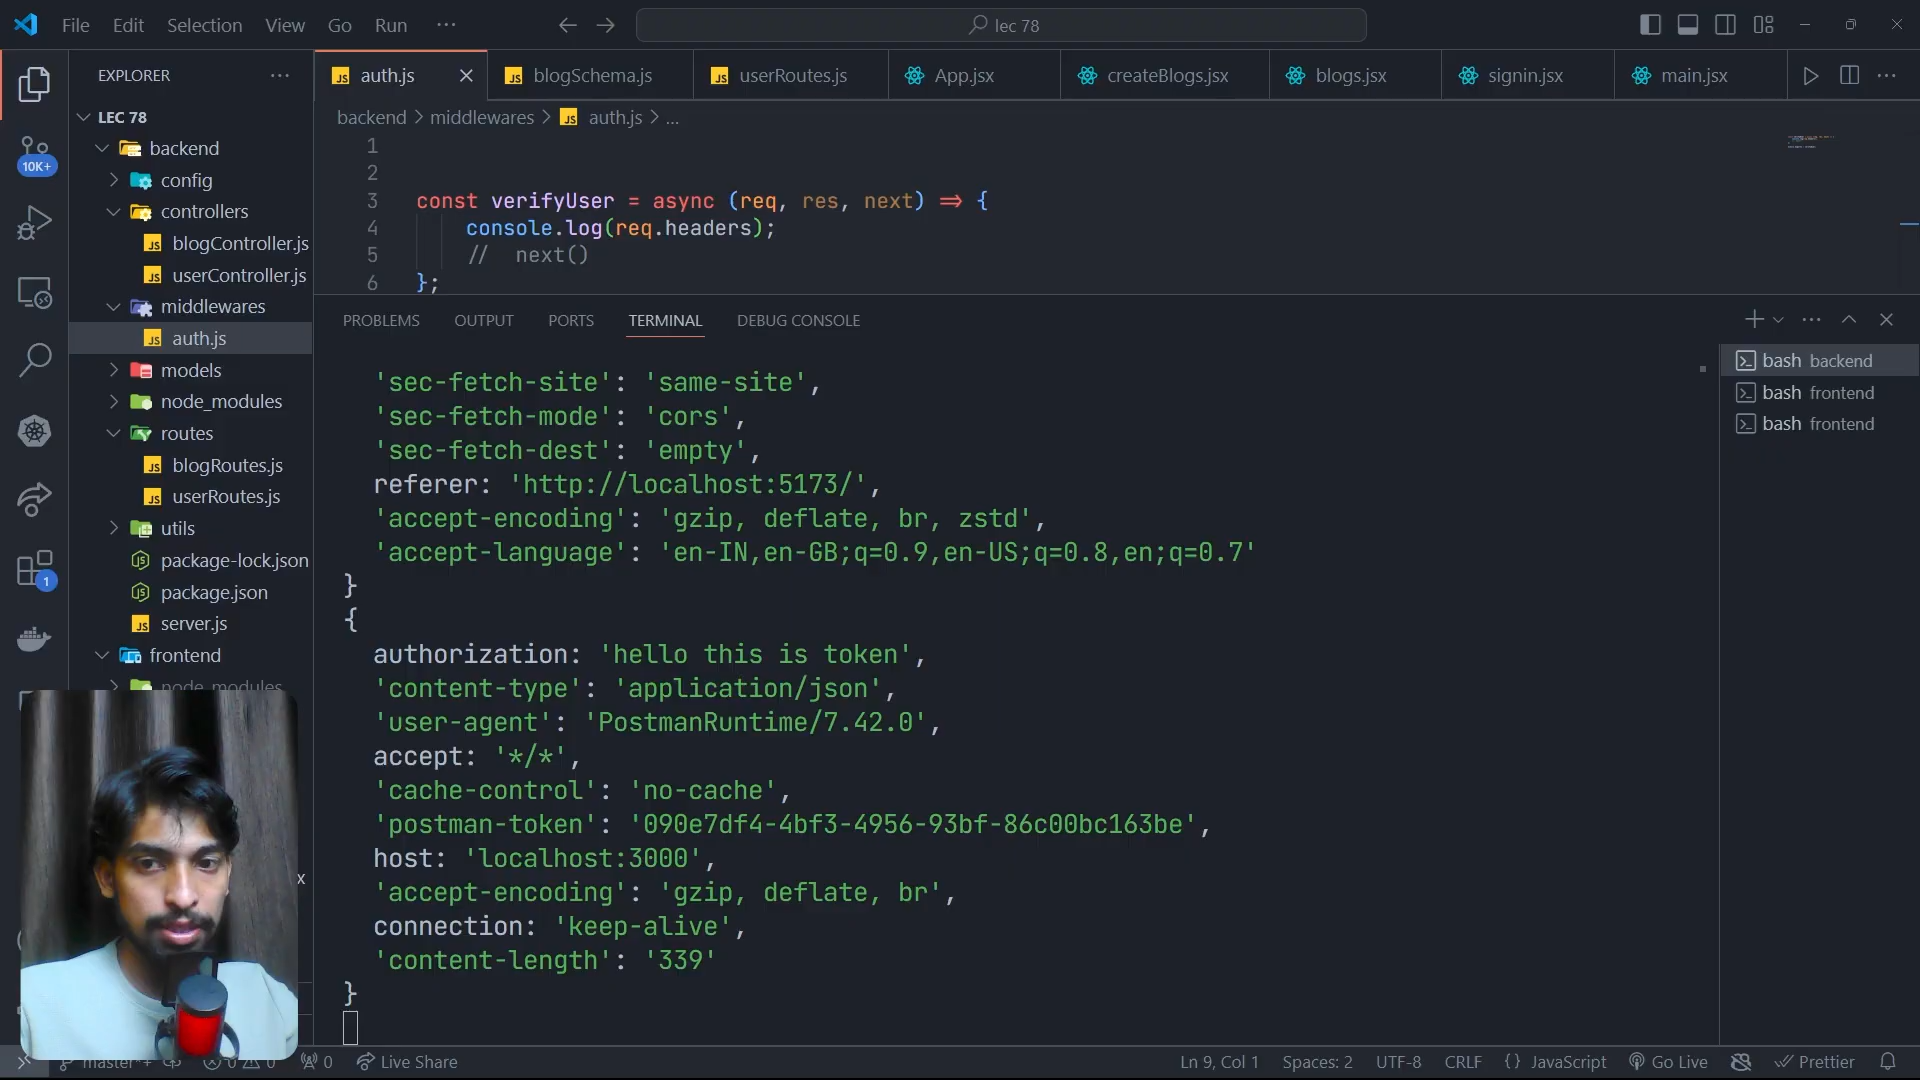 File Edit Selection View Go Run ···
lec 78
10K+
1
EXPLORER
LEC 78
backend
config
controllers
blogController.js
userController.js
middlewares
auth.js
models
node_modules
routes
blogRoutes.js
userRoutes.js
utils
package-lock.json
package.json
server.js
frontend
node_modules
x
auth.js blogSchema.js userRoutes.js App.jsx createBlogs.jsx blogs.jsx signin.jsx main.jsx
backend > middlewares > auth.js > ...
1
2
3 const verifyUser = async (req, res, next) => {
4 console.log(req.headers);
5 // next()
6 };
PROBLEMS OUTPUT PORTS TERMINAL DEBUG CONSOLE
bash backend
bash frontend
bash frontend
'sec-fetch-site': 'same-site',
'sec-fetch-mode': 'cors',
'sec-fetch-dest': 'empty',
referer: 'http://localhost:5173/',
'accept-encoding': 'gzip, deflate, br, zstd',
'accept-language': 'en-IN,en-GB;q=0.9,en-US;q=0.8,en;q=0.7'
}
{
authorization: 'hello this is token',
'content-type': 'application/json',
'user-agent': 'PostmanRuntime/7.42.0',
accept: '*/*',
'cache-control': 'no-cache',
'postman-token': '090e7df4-4bf3-4956-93bf-86c00bc163be',
host: 'localhost:3000',
'accept-encoding': 'gzip, deflate, br',
connection: 'keep-alive',
'content-length': '339'
}
master*+ 0 0 0 Live Share Ln 9, Col 1 Spaces: 2 UTF-8 CRLF {} JavaScript Go Live Prettier